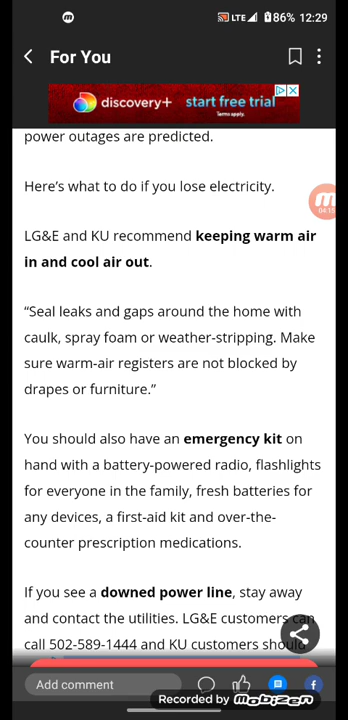 LTE 86% 12:29
For You
discovery+ start free trial
Terms apply.
power outages are predicted.
Here’s what to do if you lose electricity.
LG&E and KU recommend keeping warm air
in and cool air out.
04:15
“Seal leaks and gaps around the home with
caulk, spray foam or weather-stripping. Make
sure warm-air registers are not blocked by
drapes or furniture.”
You should also have an emergency kit on
hand with a battery-powered radio, flashlights
for everyone in the family, fresh batteries for
any devices, a first-aid kit and over-the-
counter prescription medications.
If you see a downed power line, stay away
and contact the utilities. LG&E customers can
call 502-589-1444 and KU customers should
Add comment
Recorded by mobizen